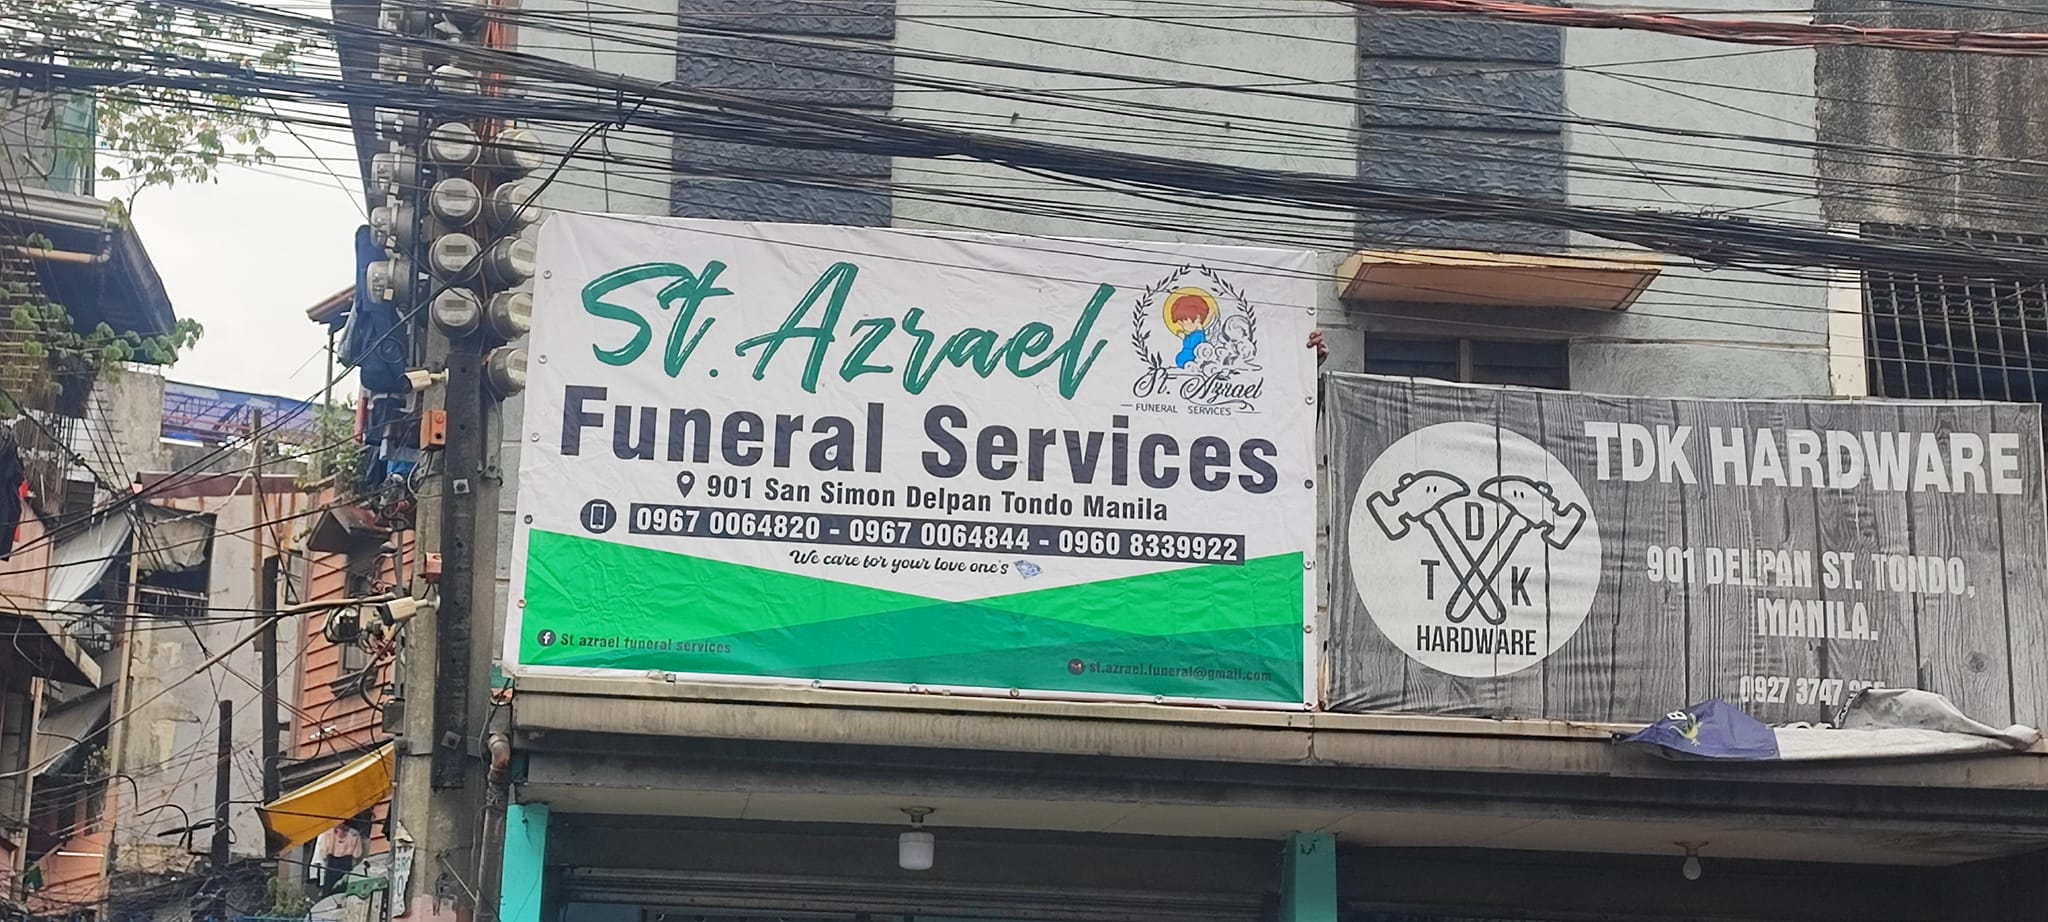 St. Azrael
St. Azrael
FUNERAL SERVICES
Funeral Services
901 San Simon Delpan Tondo Manila
0967 0064820 - 0967 0064844 - 0960 8339922
We care for your love one's
St azrael funeral services
st.azrael.funeral@gmail.com
TDK HARDWARE
D
T K
HARDWARE
901 DELPAN ST. TONDO,
MANILA.
0927 3747